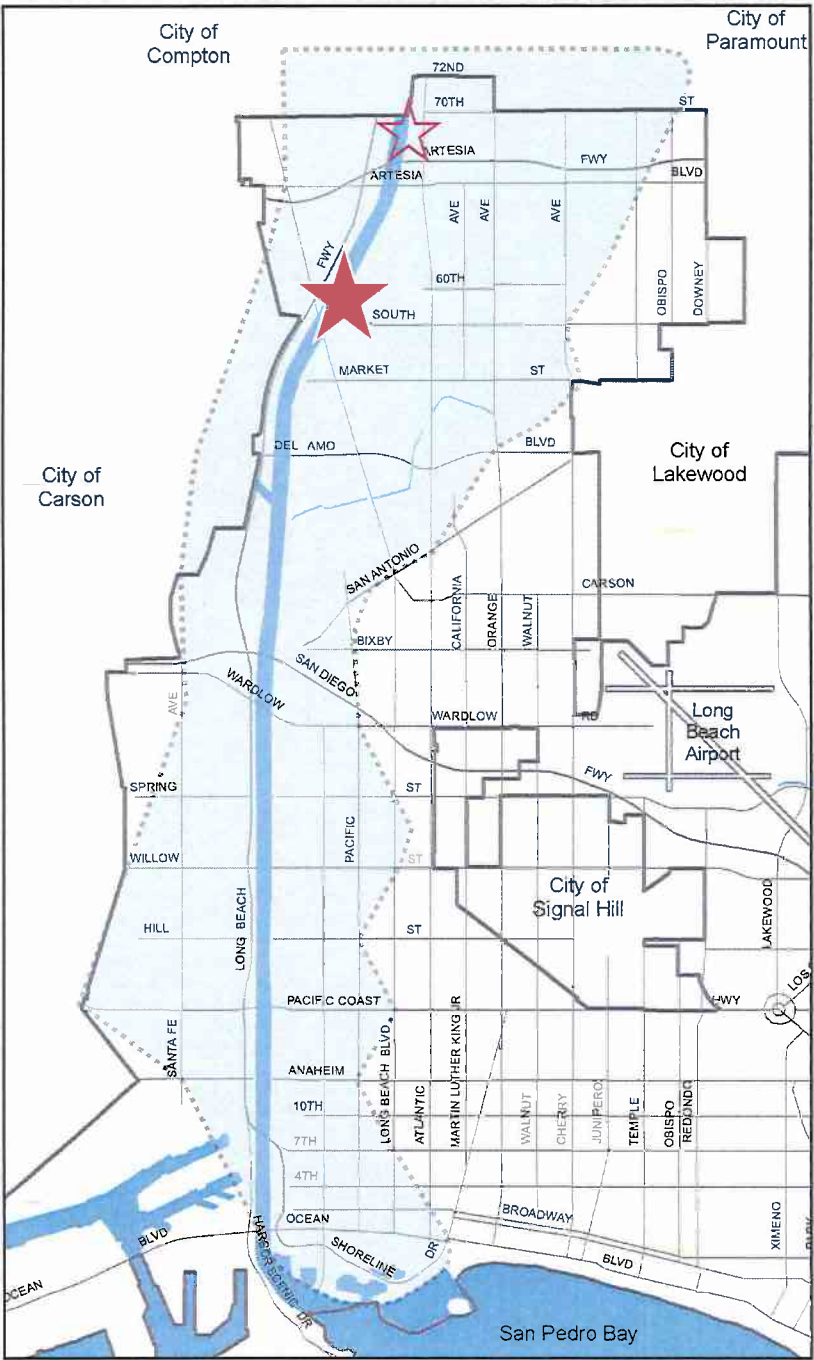 City of
Compton
City of
Paramount
72ND
70TH
ST
ARTESIA
FWY
ARTESIA
BLVD
AVE
AVE
AVE
FWY
60TH
OBISPO
DOWNEY
SOUTH
MARKET
ST
DEL AMO
BLVD
City of
Lakewood
City of
Carson
SAN ANTONIO
CARSON
CALIFORNIA
ORANGE
WALNUT
BIXBY
SAN DIEGO
WARDLOW
AVE
WARDLOW
RD
Long
Beach
Airport
FWY
SPRING
ST
PACIFIC
WILLOW
ST
City of
Signal Hill
LONG BEACH
LAKEWOOD
HILL
ST
LOS
PACIFIC COAST
HWY
SANTA FE
LONG BEACH BLVD
ATLANTIC
MARTIN LUTHER KING JR
ANAHEIM
10TH
WALNUT
CHERRY
JUNIPERO
TEMPLE
OBISPO
REDONDO
7TH
4TH
OCEAN
BROADWAY
XIMENO
BLVD
HARBOR SCENIC DR
SHORELINE
DR
BLVD
OCEAN
San Pedro Bay